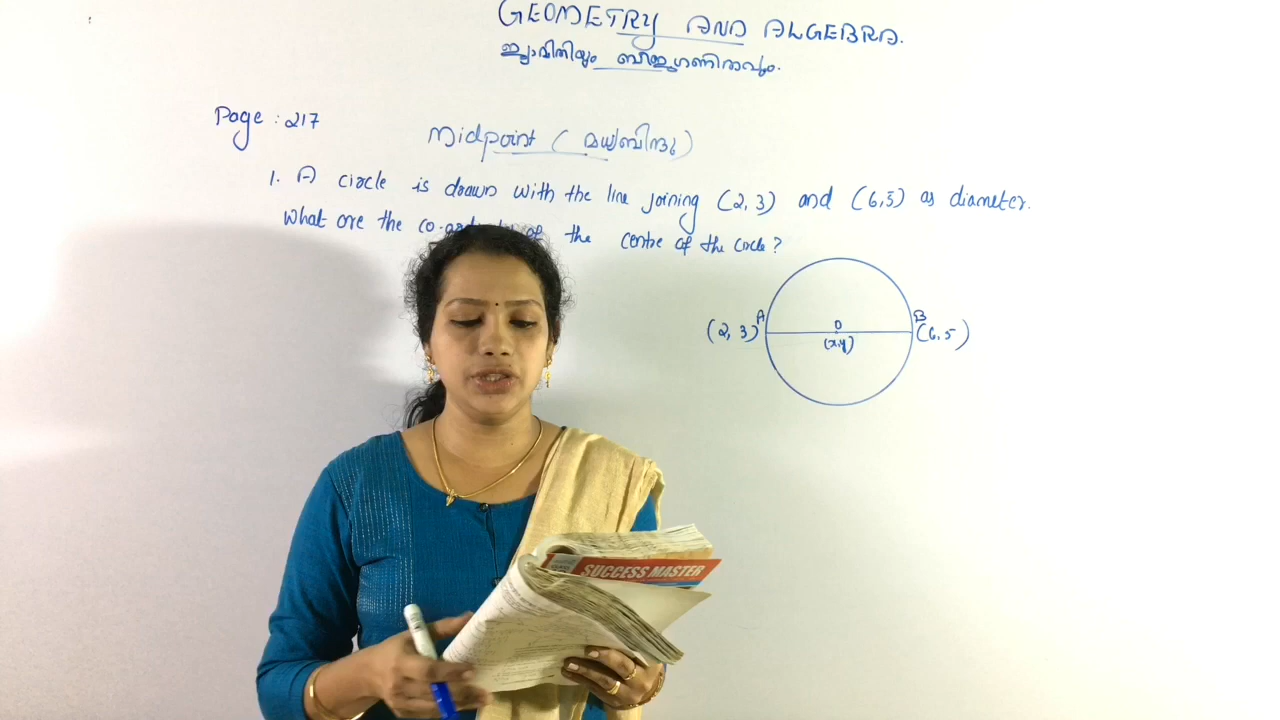 GEOMETRY AND ALGEBRA.
ജ്യാമിതിയും ബീജഗണിതവും.
Page : 217
Midpoint ( മധ്യബിന്ദു )
1. A circle is drawn with the line joining (2, 3) and (6,5) as diameter.
What are the of the centre of the circle?
A
B
(2, 3)
O
(6, 5)
(x,y)
SUCCESS MASTER